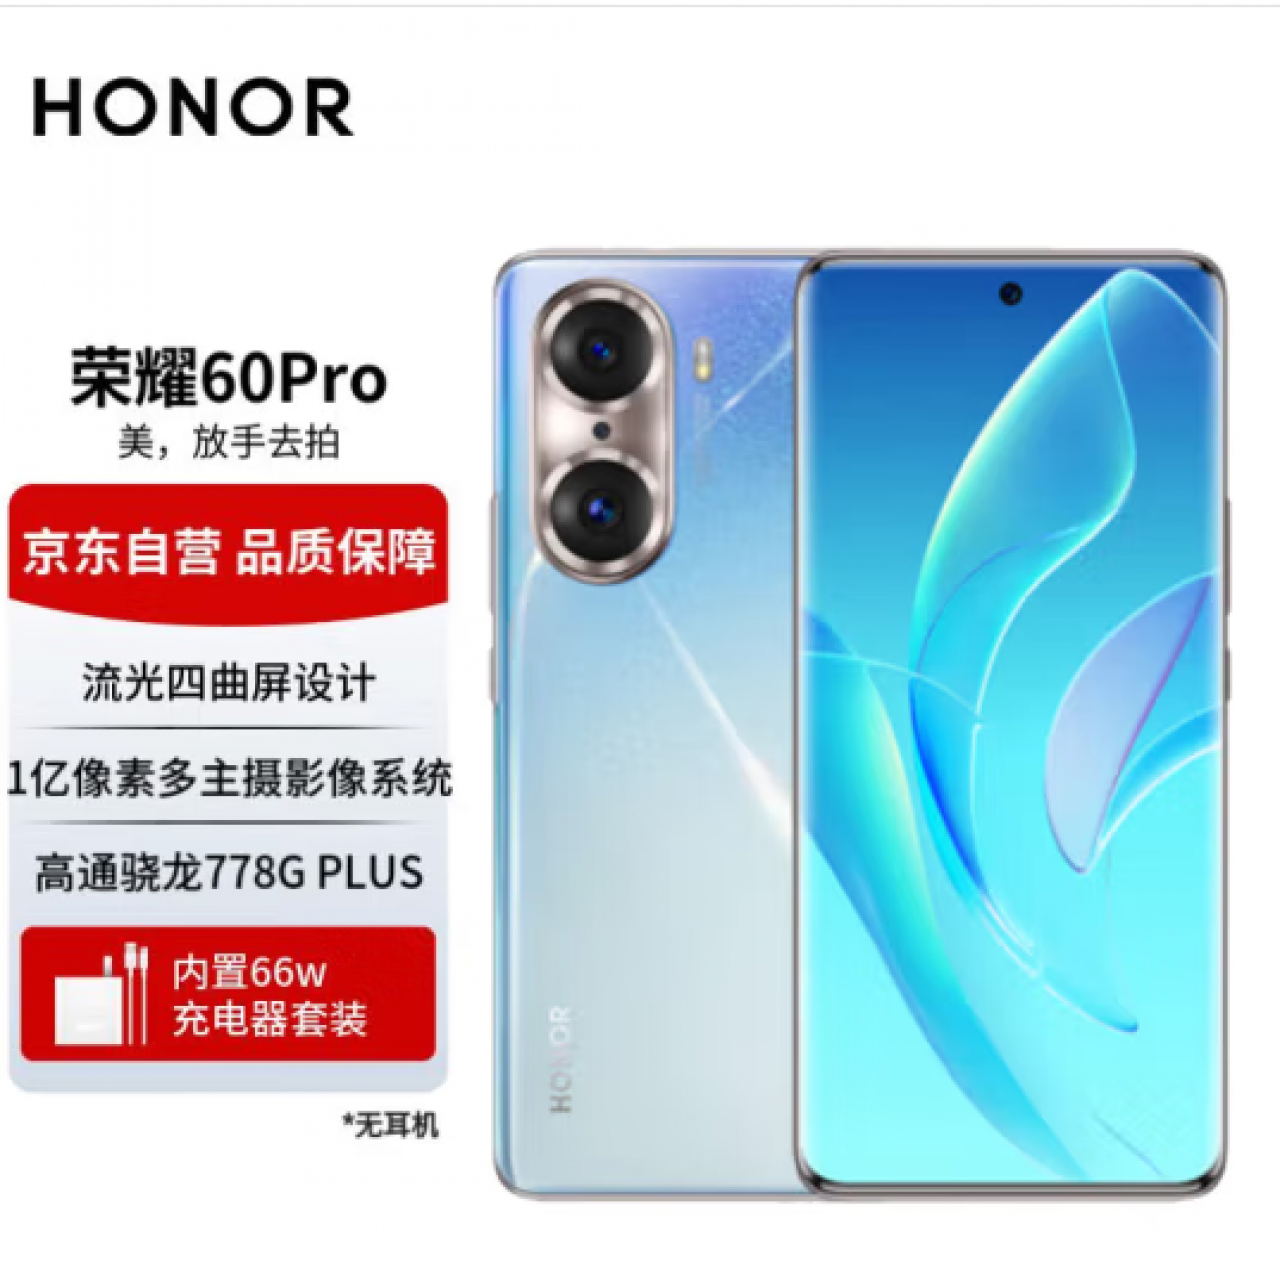 HONOR
荣耀60Pro
美，放手去拍
京东自营 品质保障
流光四曲屏设计
1亿像素多主摄影像系统
高通骁龙778G PLUS
内置66w
充电器套装
*无耳机
HONOR